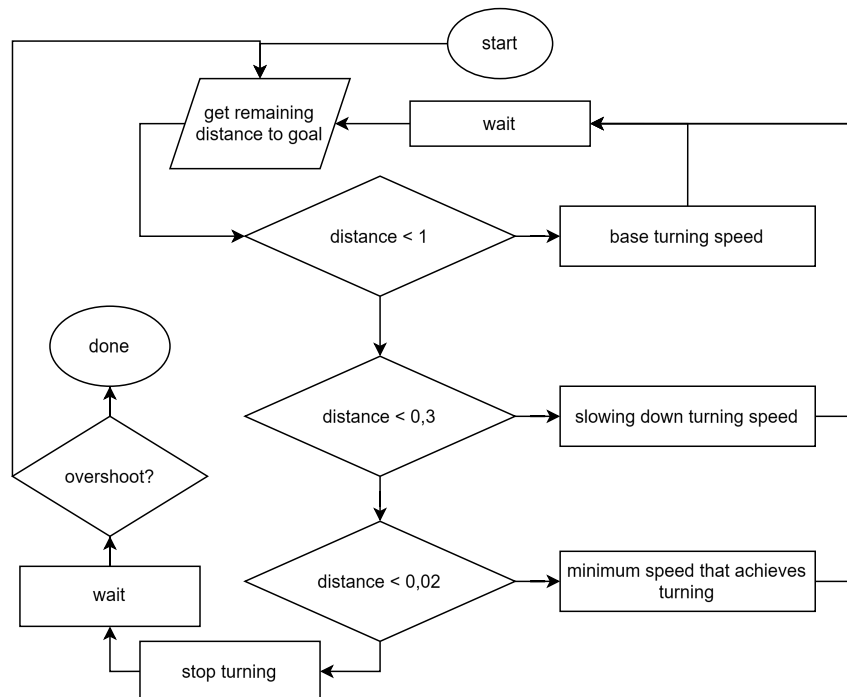 start
get remaining
distance to goal
wait
distance < 1
base turning speed
done
distance < 0,3
slowing down turning speed
overshoot?
distance < 0,02
minimum speed that achieves
turning
wait
stop turning